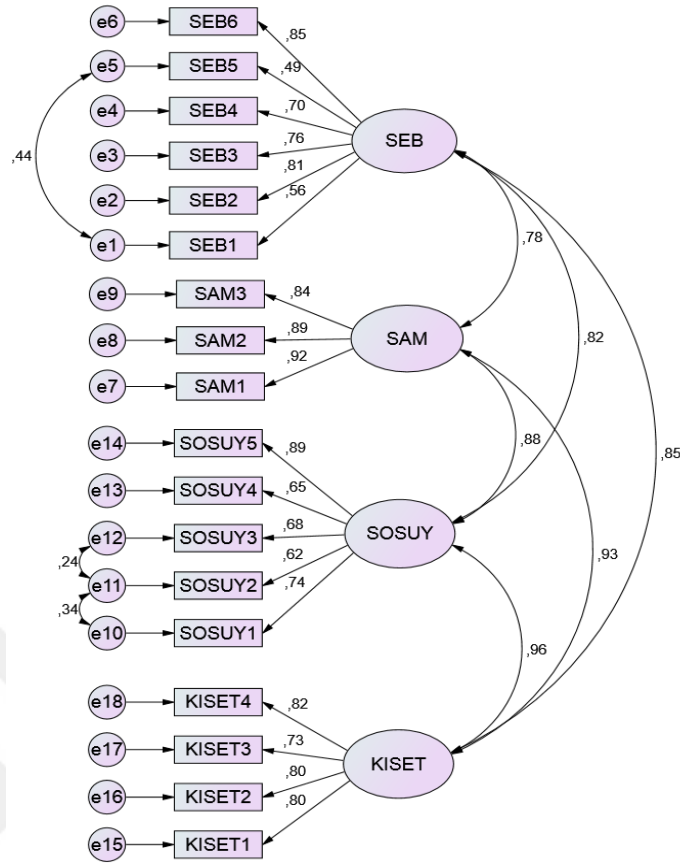 e6 SEB6 ,85
e5 SEB5 ,49
e4 SEB4 ,70
SEB
e3 SEB3 ,76
,44
,81
e2 SEB2
,56
e1 SEB1
,78
e9 SAM3 ,84
e8 SAM2 ,89
SAM
,82
,92
e7 SAM1
e14 SOSUY5 ,89
,88
,85
e13 SOSUY4 ,65
e12 SOSUY3 ,68
SOSUY
,24
,62
,93
e11 SOSUY2
,74
,34
e10 SOSUY1
,96
e18 KISET4 ,82
e17 KISET3 ,73
KISET
,80
e16 KISET2
,80
e15 KISET1